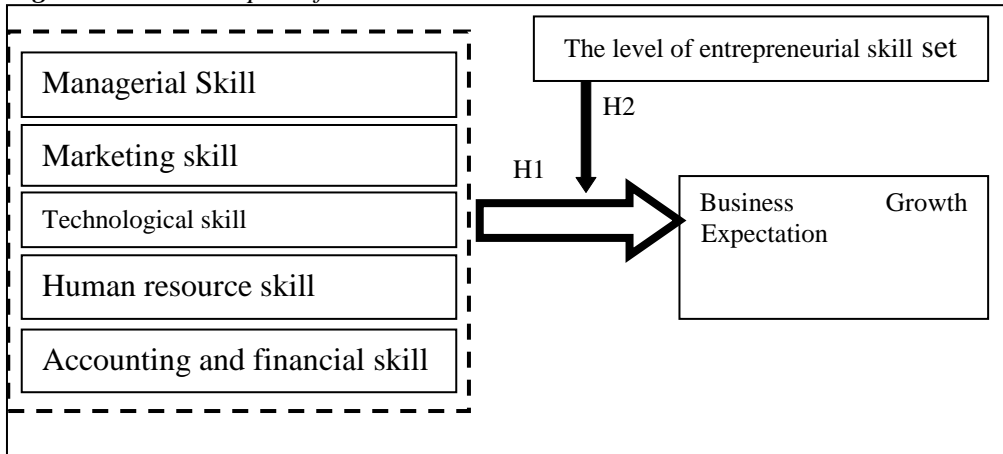 The level of entrepreneurial skill set
Managerial Skill
H2
Marketing skill
H1
Technological skill
Business Growth
Expectation
Human resource skill
Accounting and financial skill